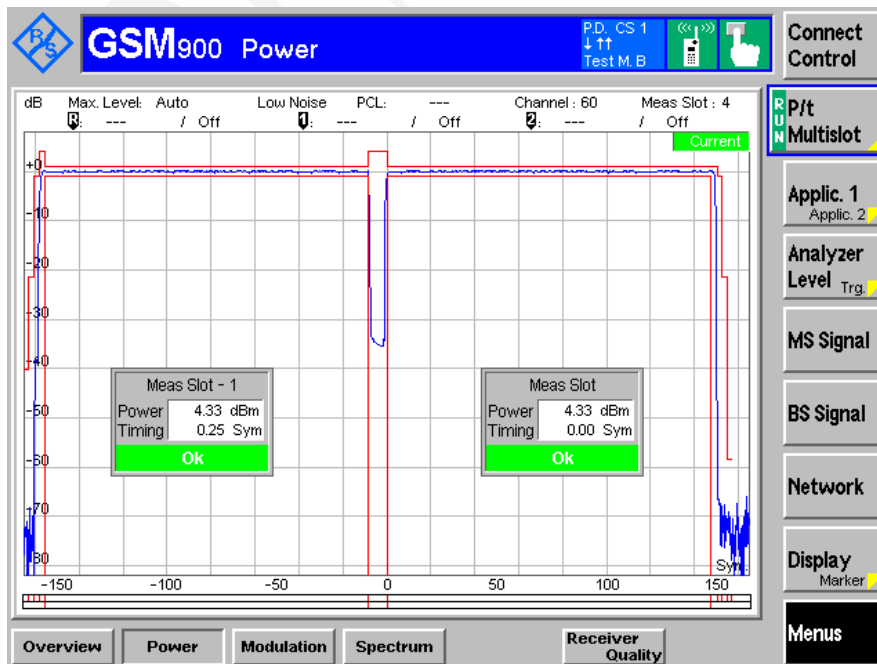 R&S
GSM900 Power
P.D. CS 1
↓ ↑↑
Test M. B
Connect Control
dB Max. Level: Auto Low Noise PCL: --- Channel : 60 Meas Slot : 4
R: --- / Off 1: --- / Off 2: --- / Off
Current
RUN
P/t Multislot
Applic. 1
Applic. 2
Analyzer Level Trg.
MS Signal
BS Signal
Network
Display
Marker
Menus
+0
-10
-20
-30
-40
-50
-60
-70
-80
Meas Slot - 1
Power 4.33 dBm
Timing 0.25 Sym
Ok
Meas Slot
Power 4.33 dBm
Timing 0.00 Sym
Ok
Sym.
-150 -100 -50 0 50 100 150
Overview Power Modulation Spectrum Receiver Quality